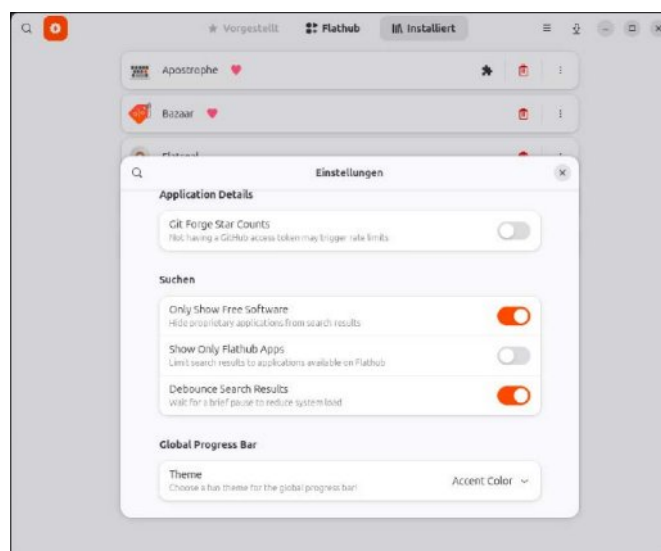 Vorgestellt
Flathub
Installiert
Apostrophe
Bazaar
Einstellungen
Application Details
Git Forge Star Counts
Not having a GitHub access token may trigger rate limits
Suchen
Only Show Free Software
Hide proprietary applications from search results
Show Only Flathub Apps
Limit search results to applications available on Flathub
Debounce Search Results
Wait for a brief pause to reduce system load
Global Progress Bar
Theme
Accent Color
Choose a fun theme for the global progress bar!